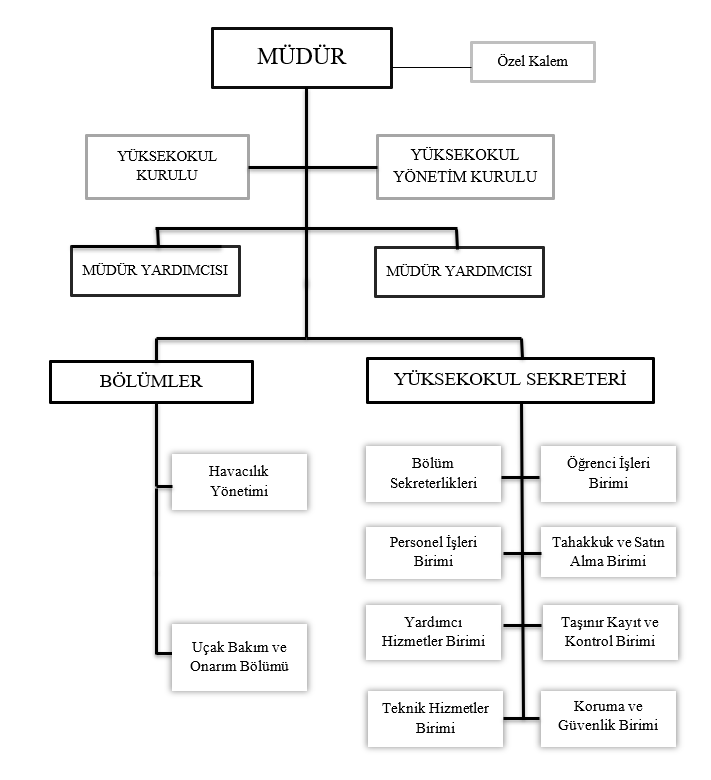 MÜDÜR
Özel Kalem
YÜKSEKOKUL
KURULU
YÜKSEKOKUL
YÖNETİM KURULU
MÜDÜR YARDIMCISI
MÜDÜR YARDIMCISI
BÖLÜMLER
YÜKSEKOKUL SEKRETERİ
Havacılık
Yönetimi
Uçak Bakım ve
Onarım Bölümü
Bölüm
Sekreterlikleri
Öğrenci İşleri
Birimi
Personel İşleri
Birimi
Tahakkuk ve Satın
Alma Birimi
Yardımcı
Hizmetler Birimi
Taşınır Kayıt ve
Kontrol Birimi
Teknik Hizmetler
Birimi
Koruma ve
Güvenlik Birimi